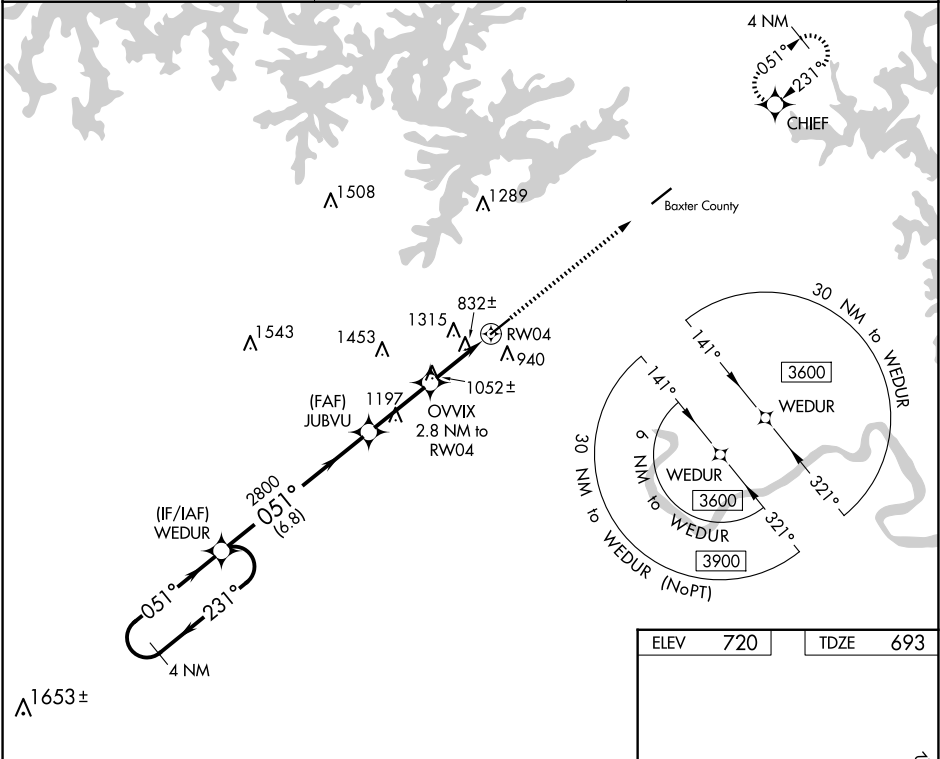 4 NM
051°
231°
CHIEF
1508
1289
Baxter County
832±
1315
RW04
1543
1453
940
1052±
(FAF)
JUBVU
1197
OVVIX
2.8 NM to
RW04
2800
051°
(6.8)
(IF/IAF)
WEDUR
051°
231°
4 NM
1653±
30 NM to WEDUR
141°
3600
WEDUR
321°
141°
WEDUR
3600
6 NM to WEDUR
321°
3900
30 NM to WEDUR (NoPT)
ELEV 720
TDZE 693